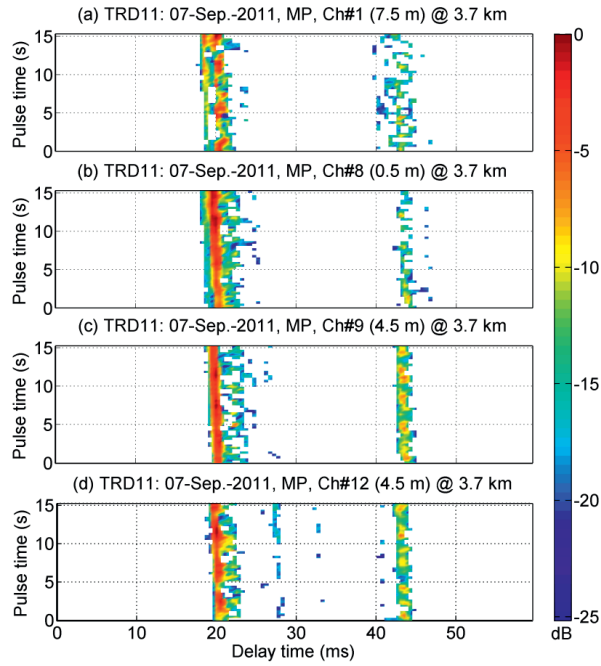 (a) TRD11: 07-Sep.-2011, MP, Ch#1 (7.5 m) @ 3.7 km
Pulse time (s)
15
10
5
0
(b) TRD11: 07-Sep.-2011, MP, Ch#8 (0.5 m) @ 3.7 km
Pulse time (s)
15
10
5
0
(c) TRD11: 07-Sep.-2011, MP, Ch#9 (4.5 m) @ 3.7 km
Pulse time (s)
15
10
5
0
(d) TRD11: 07-Sep-2011, MP, Ch#12 (4.5 m) @ 3.7 km
Pulse time (s)
15
10
5
0
0 10 20 30 40 50
Delay time (ms)
0
-5
-10
-15
-20
-25
dB